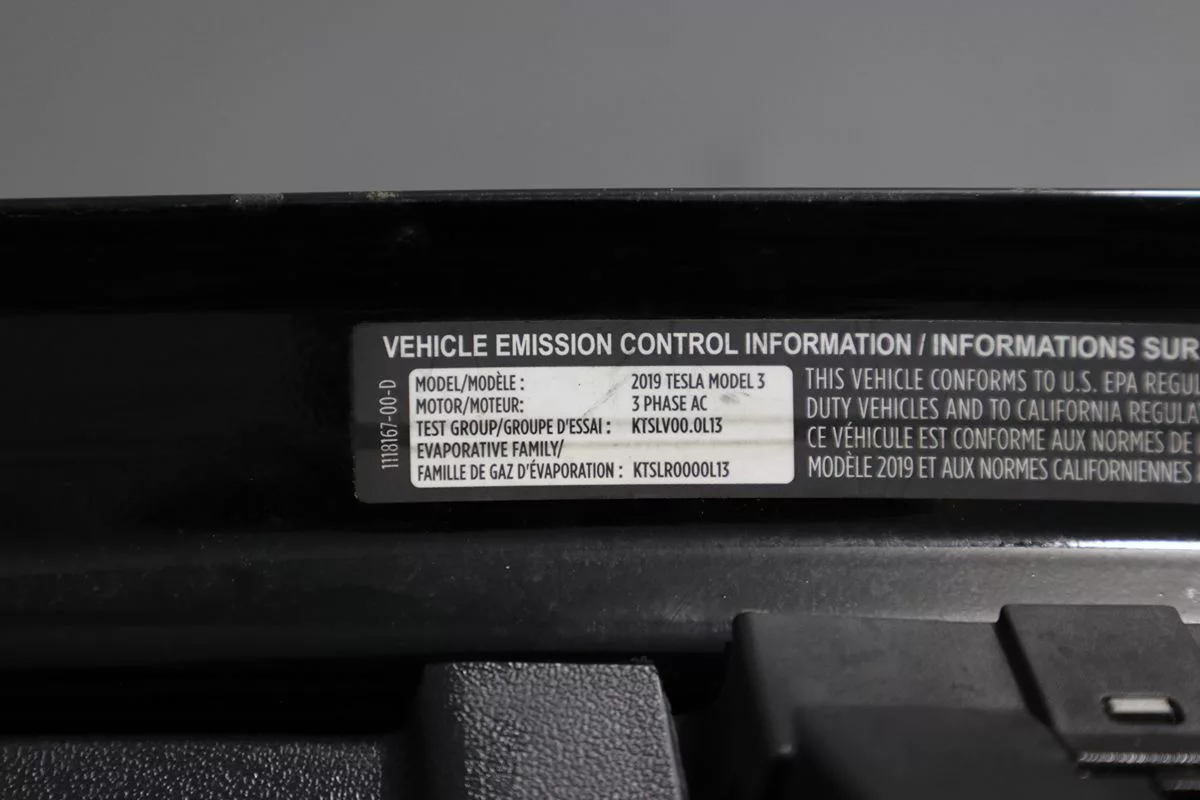 VEHICLE EMISSION CONTROL INFORMATION / INFORMATIONS SUR
1118167-00-D
MODEL/MODÈLE : 2019 TESLA MODEL 3
MOTOR/MOTEUR: 3 PHASE AC
TEST GROUP/GROUPE D'ESSAI : KTSLV00.0L13
EVAPORATIVE FAMILY/
FAMILLE DE GAZ D'ÉVAPORATION : KTSLR0000L13
THIS VEHICLE CONFORMS TO U.S. EPA
DUTY VEHICLES AND TO CALIFORNIA
CE VÉHICULE EST CONFORME AUX NORMES DE
MODÈLE 2019 ET AUX NORMES CALIFORNIENNES